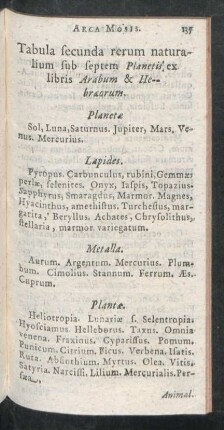 ARCA MOSIS. 137
Tabula secunda rerum natura-
lium sub septem Planetis, ex
libris Arabum & He-
bræorum.
Planetæ
Sol, Luna, Saturnus. Jupiter, Mars, Ve-
nus. Mercurius.
Lapides.
Pyropus. Carbunculus, rubini. Gemmæ
periæ, selenites. Onyx, Iaspis, Topazius.
Sapphyrus, Smaragdus, Marmor. Magnes,
Hyacinthus, amethistus. Turchesius, mar-
garita, Beryllus. Achates, Chrysolithus,
stellaria, marmor variegatum.
Metalla.
Aurum. Argentum. Mercurius. Plum-
bum. Cimolius. Stannum. Ferrum. Æs.
Cuprum.
Plantæ.
Heliotropia. Lunariæ s. Selentropia.
Hyosciamus. Helleborus. Taxus. Omnia
venena. Fraxinus. Cyparissus. Pomum.
Punicum. Citrium. Ficus. Verbena. Isatis.
Ruta. Absinthium. Myrtus. Olea. Vitis.
Satyria. Narcissi. Lilium. Mercurialis. Per-
Animal.